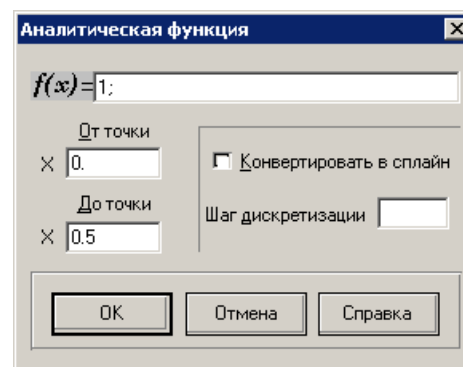 Аналитическая функция
f(x)=1;
От точки
X 0.
До точки
X 0.5
Конвертировать в сплайн
Шаг дискретизации
OK Отмена Справка